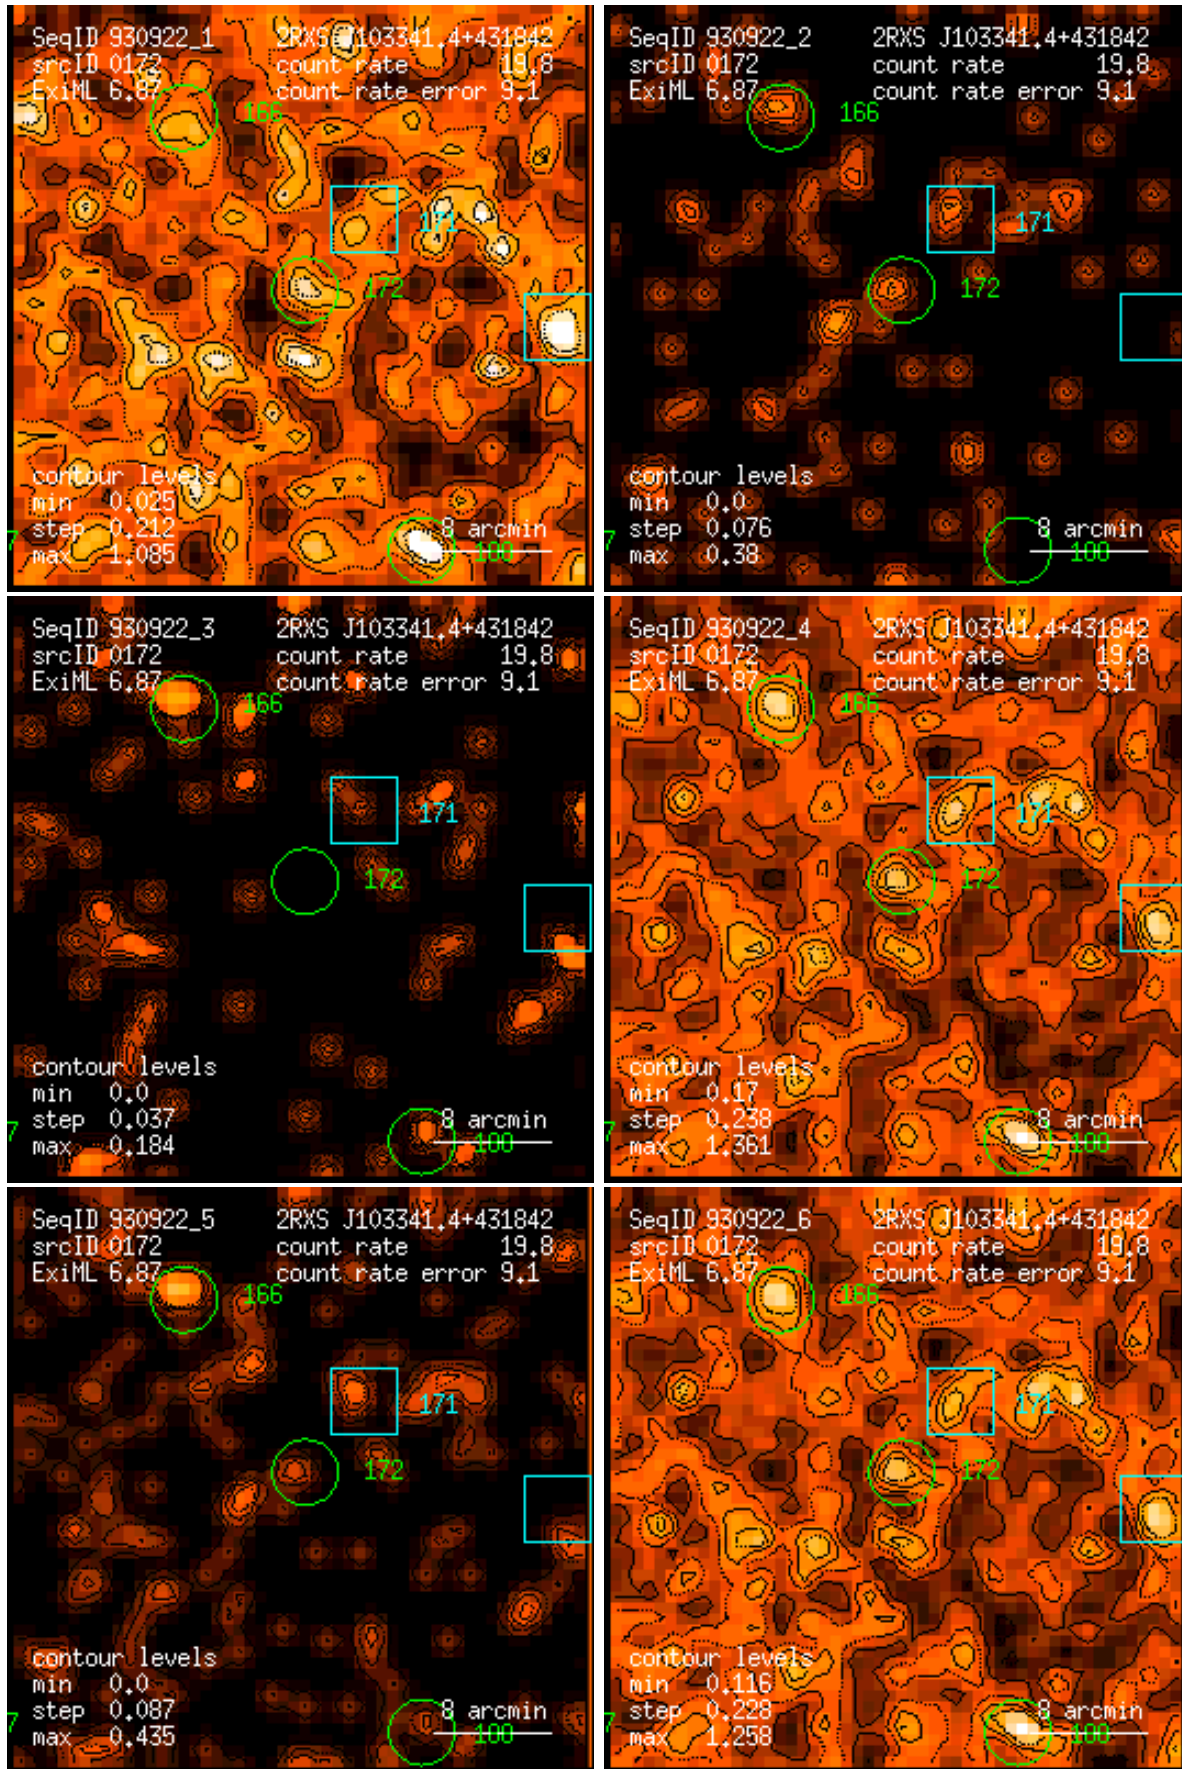 SeqID 930922_1 2RXS J103341.4+431842
srcID 0172 count rate 19.8
ExiML 6.87 count rate error 9.1
166
171
172
contour levels
min 0.025
step 0.212
max 1.085
8 arcmin
7
100
SeqID 930922_2 2RXS J103341.4+431842
srcID 0172 count rate 19.8
ExiML 6.87 count rate error 9.1
166
171
172
contour levels
min 0.0
step 0.076
max 0.38
8 arcmin
7
100
SeqID 930922_3 2RXS J103341.4+431842
srcID 0172 count rate 19.8
ExiML 6.87 count rate error 9.1
166
171
172
contour levels
min 0.0
step 0.037
max 0.184
8 arcmin
7
100
SeqID 930922_4 2RXS J103341.4+431842
srcID 0172 count rate 19.8
ExiML 6.87 count rate error 9.1
166
171
172
contour levels
min 0.17
step 0.238
max 1.361
8 arcmin
7
100
SeqID 930922_5 2RXS J103341.4+431842
srcID 0172 count rate 19.8
ExiML 6.87 count rate error 9.1
166
171
172
contour levels
min 0.0
step 0.087
max 0.435
8 arcmin
7
100
SeqID 930922_6 2RXS J103341.4+431842
srcID 0172 count rate 19.8
ExiML 6.87 count rate error 9.1
166
171
172
contour levels
min 0.116
step 0.228
max 1.258
8 arcmin
7
100